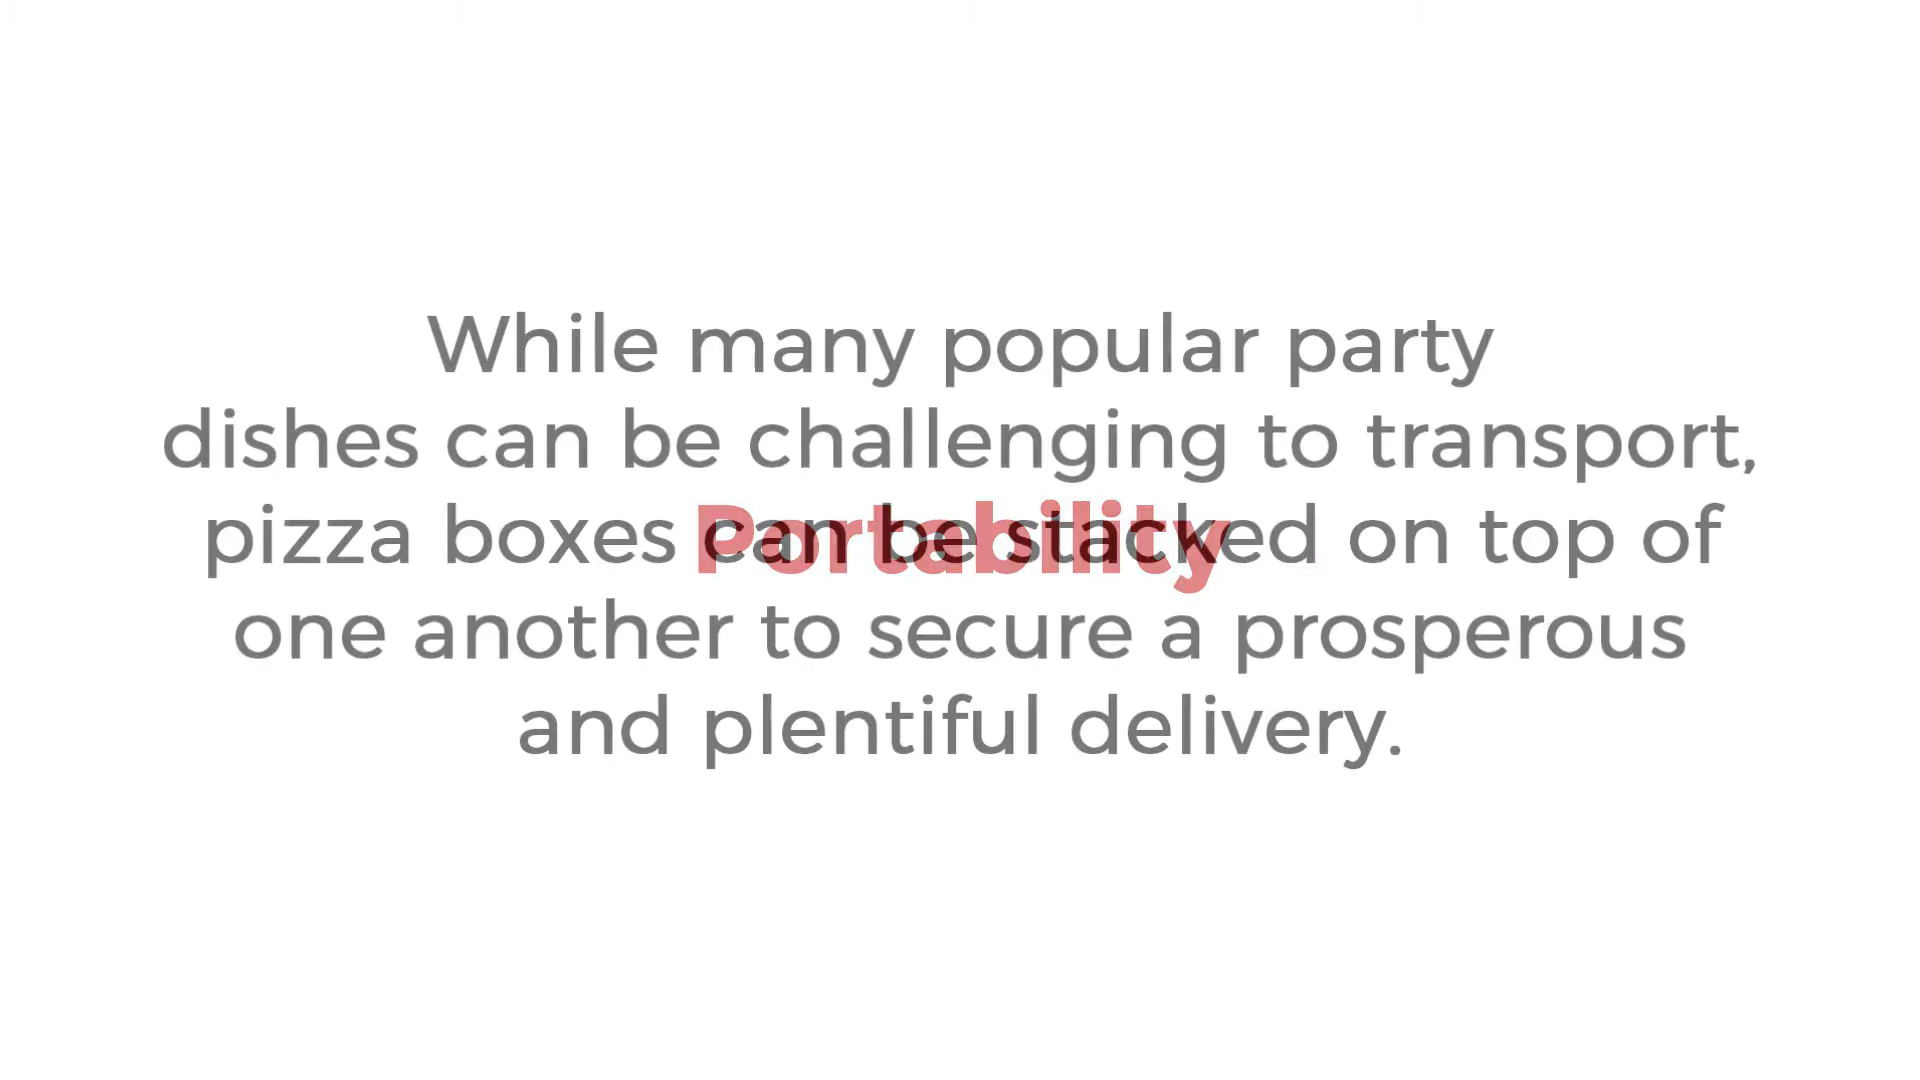 While many popular party
dishes can be challenging to transport,
pizza boxes can be stacked on top of
Portability
one another to secure a prosperous
and plentiful delivery.